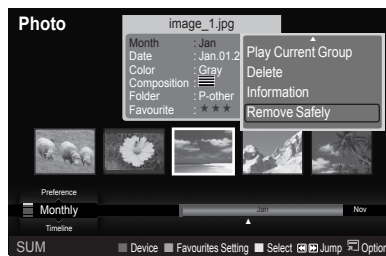 Photo
image_1.jpg
Month : Jan
Date : Jan.01.2
Color : Gray
Composition :
Folder : P-other
Favourite : ★ ★ ★
Play Current Group
Delete
Information
Remove Safely
Preference
Monthly
Timeline
Jan
Nov
SUM
Device
Favourites Setting
Select
Jump
Option